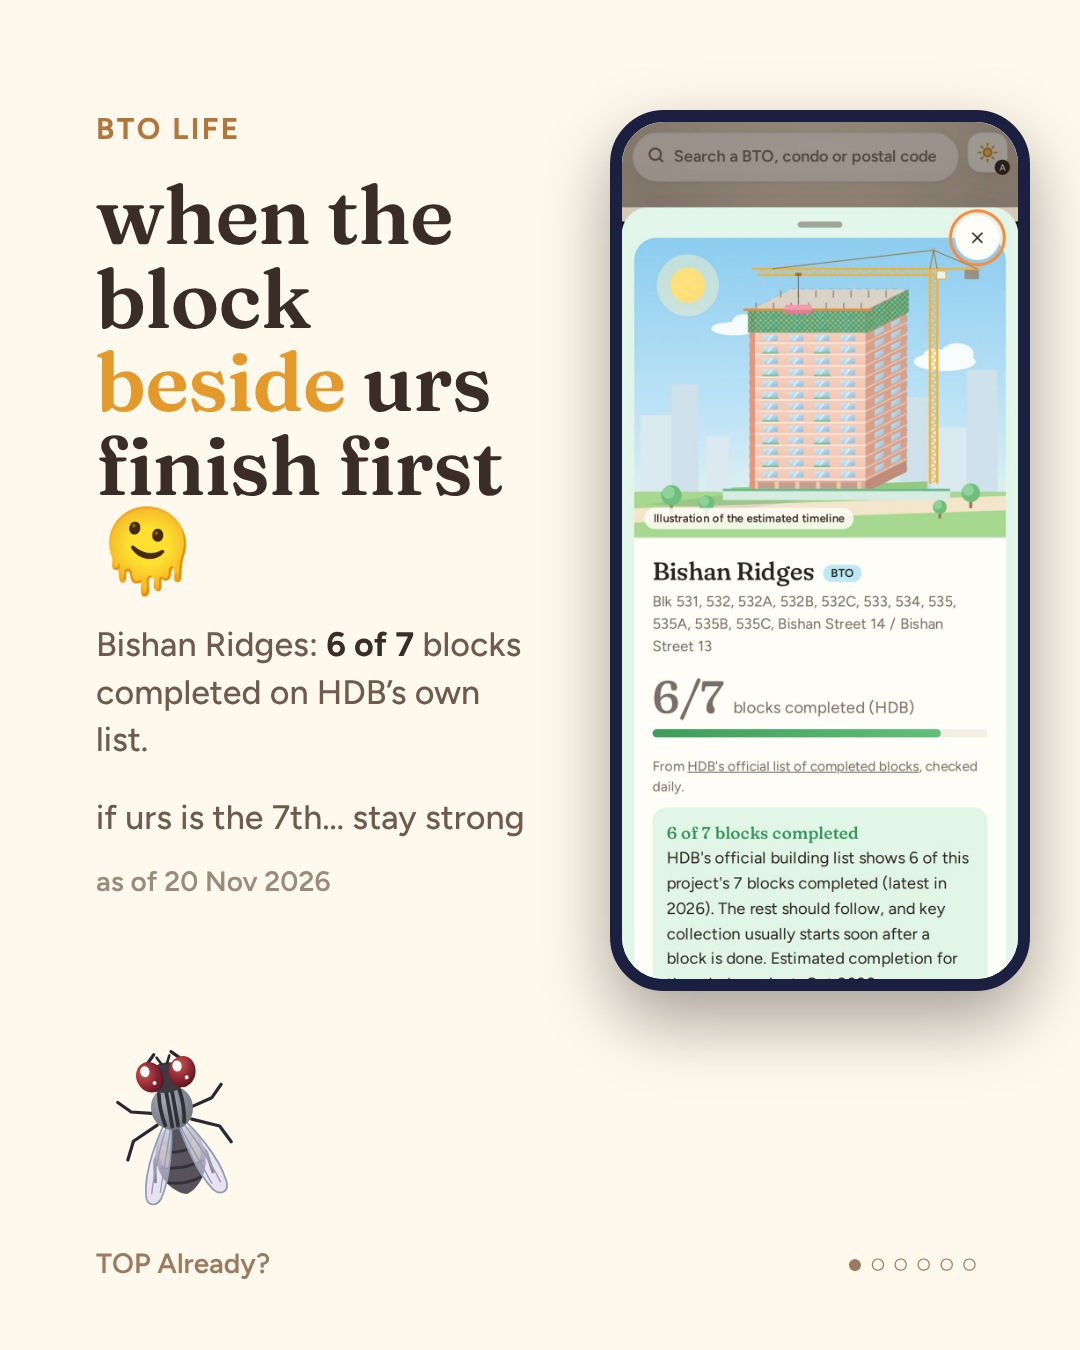 BTO LIFE
when the
block
beside urs
finish first
🫠
Bishan Ridges: 6 of 7 blocks
completed on HDB’s own
list.
if urs is the 7th... stay strong
as of 20 Nov 2026
Search a BTO, condo or postal code
A
Illustration of the estimated timeline
Bishan Ridges BTO
Blk 531, 532, 532A, 532B, 532C, 533, 534, 535,
535A, 535B, 535C, Bishan Street 14 / Bishan
Street 13
6/7 blocks completed (HDB)
From HDB's official list of completed blocks, checked
daily.
6 of 7 blocks completed
HDB's official building list shows 6 of this
project's 7 blocks completed (latest in
2026). The rest should follow, and key
collection usually starts soon after a
block is done. Estimated completion for
TOP Already?